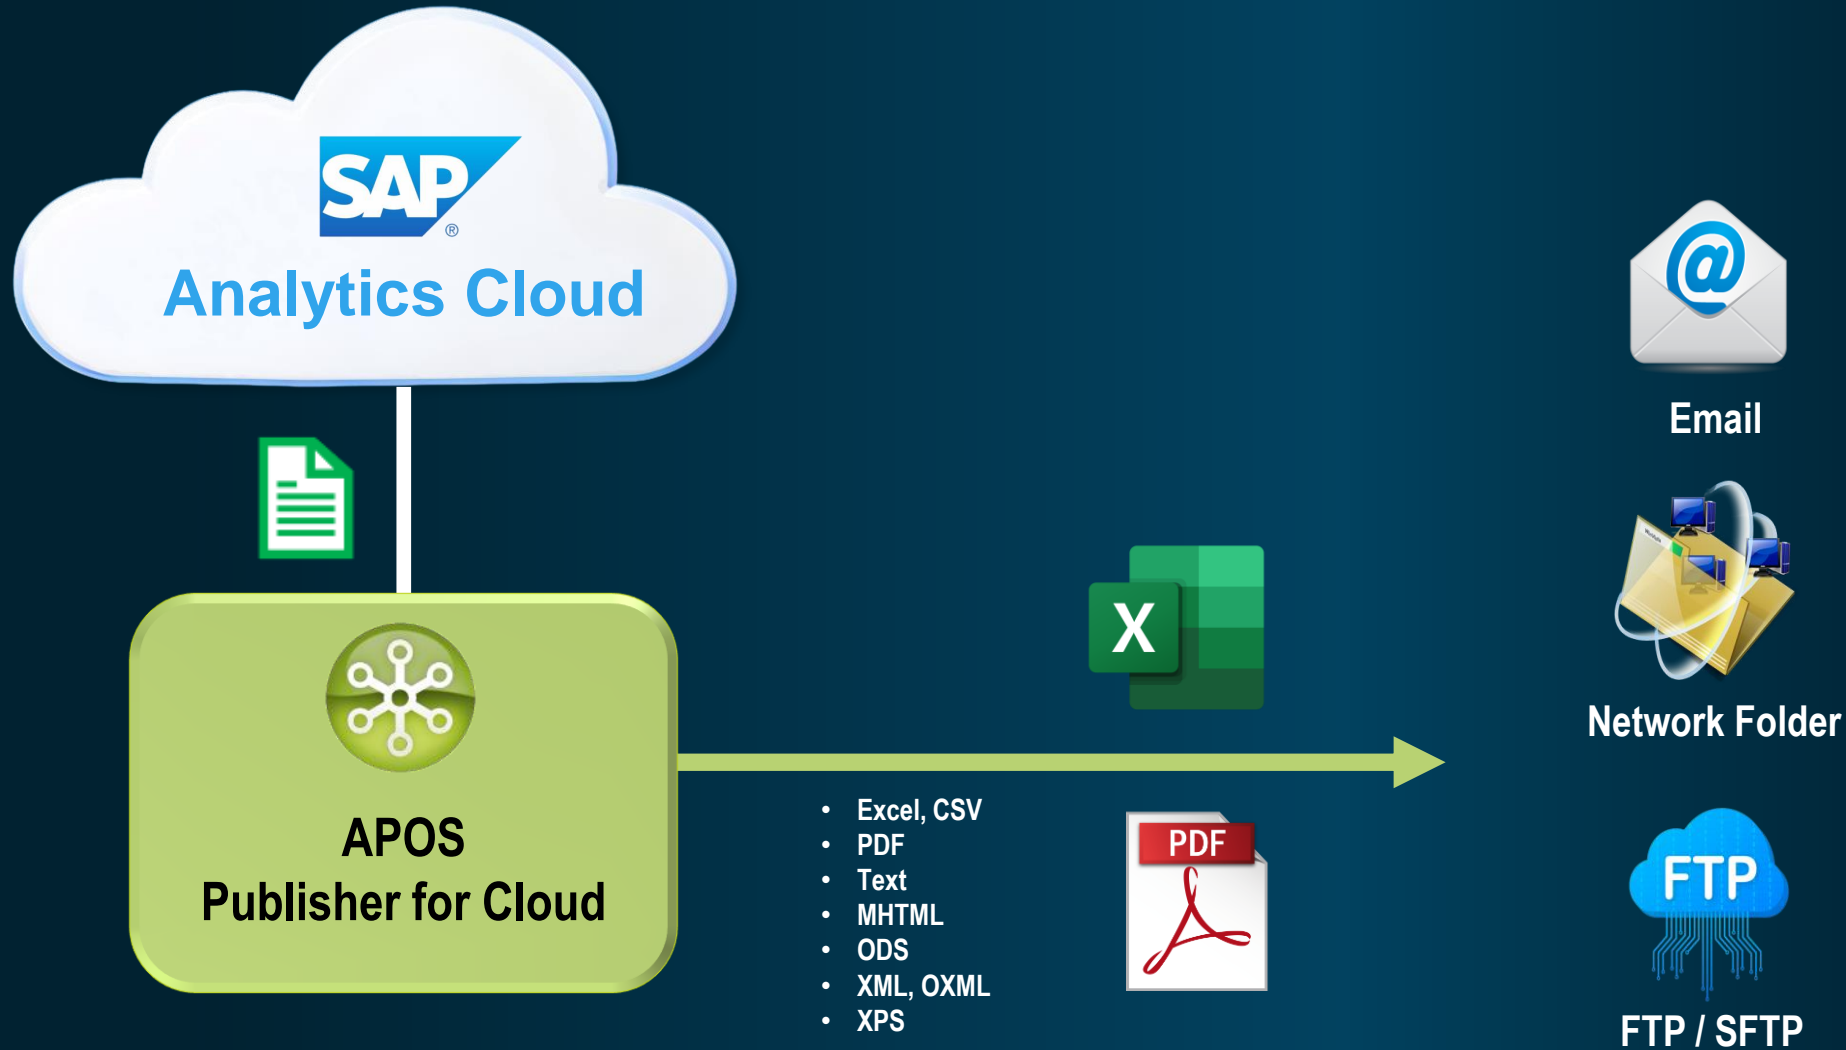 SAP
®
Analytics Cloud
APOS
Publisher for Cloud
X
• Excel, CSV
• PDF
• Text
• MHTML
• ODS
• XML, OXML
• XPS
PDF
@
Email
Network Folder
FTP
FTP / SFTP